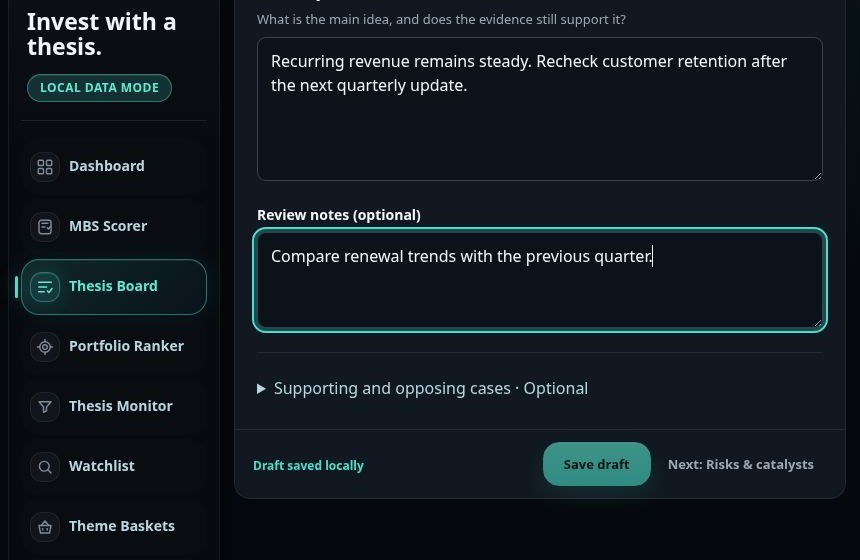 Invest with a
thesis.
LOCAL DATA MODE
Dashboard
MBS Scorer
Thesis Board
Portfolio Ranker
Thesis Monitor
Watchlist
Theme Baskets
What is the main idea, and does the evidence still support it?
Recurring revenue remains steady. Recheck customer retention after
the next quarterly update.
Review notes (optional)
Compare renewal trends with the previous quarter.
Supporting and opposing cases · Optional
Draft saved locally
Save draft
Next: Risks & catalysts